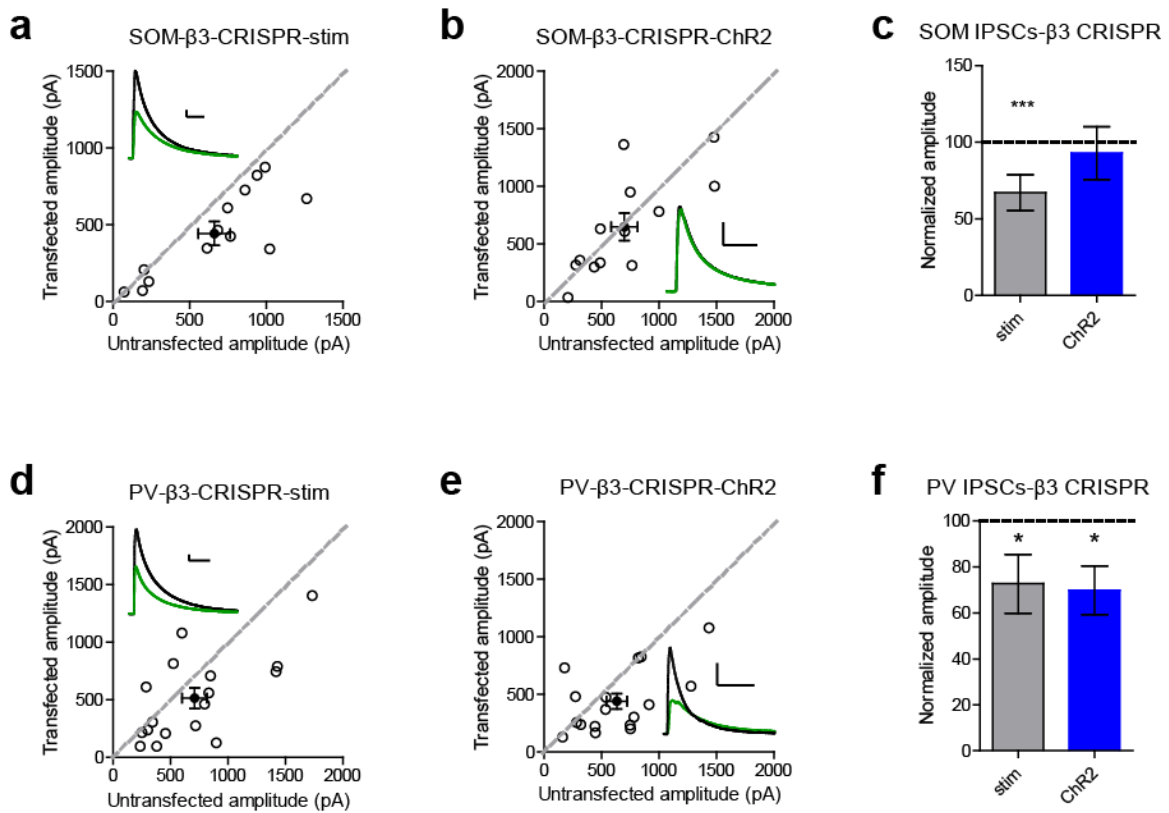 a
SOM-β3-CRISPR-stim
Transfected amplitude (pA)
1500
1000
500
0
0 500 1000 1500
Untransfected amplitude (pA)
b
SOM-β3-CRISPR-ChR2
Transfected amplitude (pA)
2000
1500
1000
500
0
0 500 1000 1500 2000
Untransfected amplitude (pA)
c
SOM IPSCs-β3 CRISPR
Normalized amplitude
150
100
50
0
***
stim
ChR2
d
PV-β3-CRISPR-stim
Transfected amplitude (pA)
2000
1500
1000
500
0
0 500 1000 1500 2000
Untransfected amplitude (pA)
e
PV-β3-CRISPR-ChR2
Transfected amplitude (pA)
2000
1500
1000
500
0
0 500 1000 1500 2000
Untransfected amplitude (pA)
f
PV IPSCs-β3 CRISPR
Normalized amplitude
100
80
60
40
20
0
* *
stim
ChR2